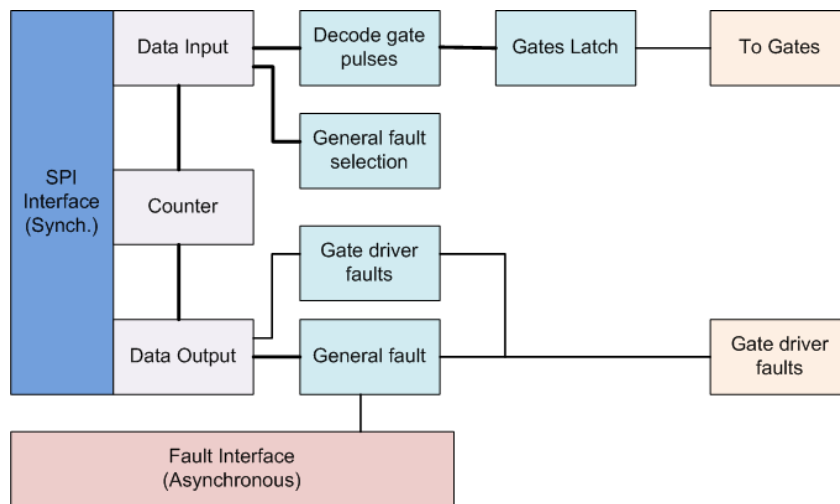 Data Input
Decode gate
pulses
Gates Latch
To Gates
General fault
selection
SPI
Interface
(Synch.)
Counter
Gate driver
faults
Data Output
General fault
Gate driver
faults
Fault Interface
(Asynchronous)